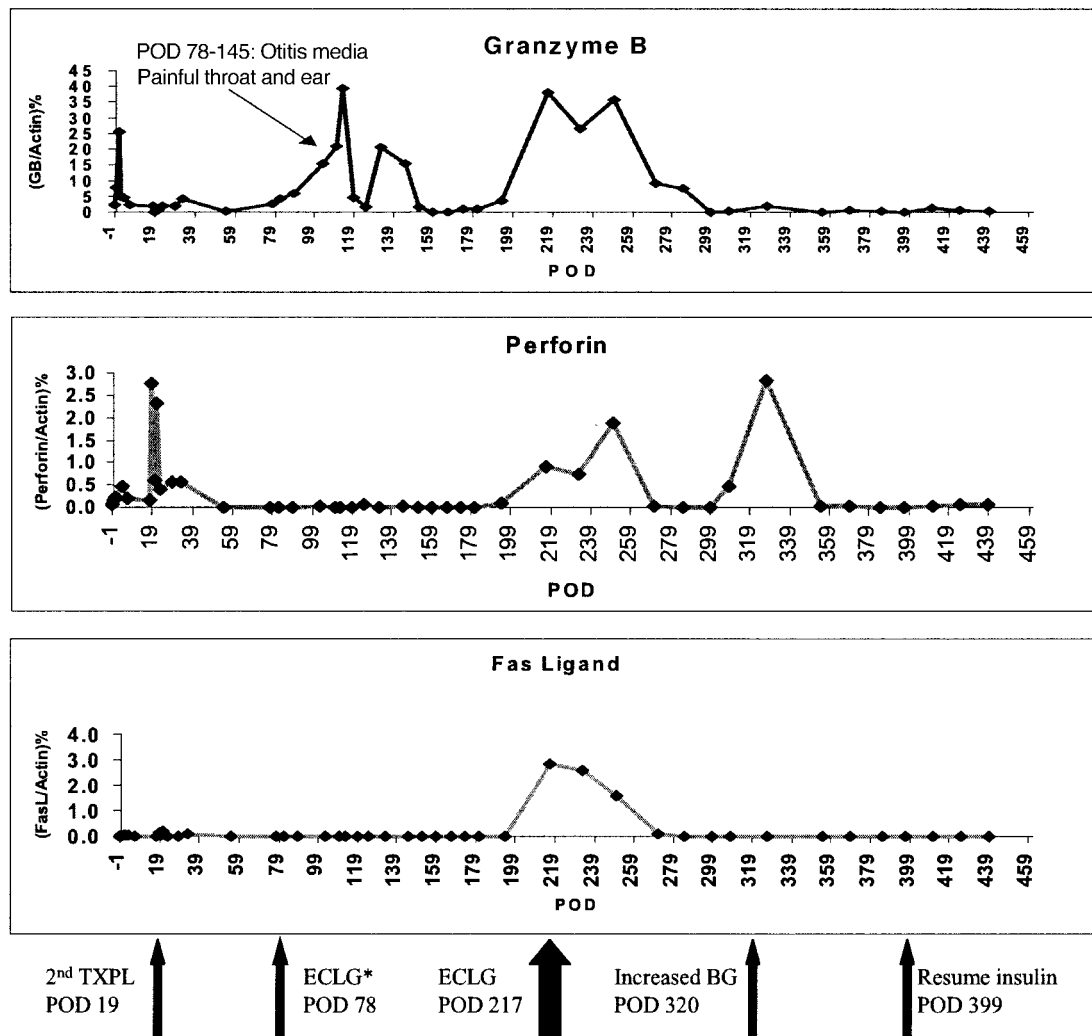 Granzyme B
POD 78-145: Otitis media
Painful throat and ear
(GB/Actin)%
45
40
35
30
25
20
15
10
5
0
-1 19 39 59 79 99 119 139 159 179 199 219 239 259 279 299 319 339 359 379 399 419 439 459
POD
Perforin
(Perforin/Actin)%
3.0
2.5
2.0
1.5
1.0
0.5
0.0
-1 19 39 59 79 99 119 139 159 179 199 219 239 259 279 299 319 339 359 379 399 419 439 459
POD
Fas Ligand
(FasL/Actin)%
4.0
3.0
2.0
1.0
0.0
-1 19 39 59 79 99 119 139 159 179 199 219 239 259 279 299 319 339 359 379 399 419 439 459
POD
2nd TXPL
POD 19
ECLG*
POD 78
ECLG
POD 217
Increased BG
POD 320
Resume insulin
POD 399